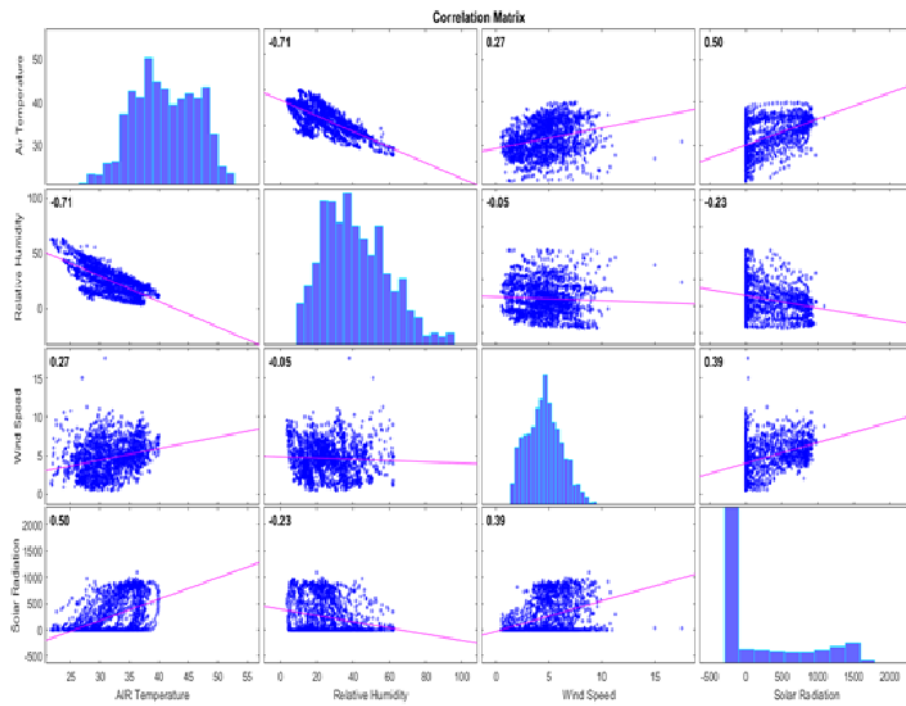 Correlation Matrix
-0.71
0.27
0.50
Air Temperature
50
40
30
-0.71
-0.05
-0.23
Relative Humidity
100
50
0
0.27
-0.05
0.39
Wind Speed
15
10
5
0
0.50
-0.23
0.39
Solar Radiation
2000
1500
1000
500
0
-500
25 30 35 40 45 50 55
0 20 40 60 80 100
0 5 10 15
-500 0 500 1000 1500 2000
AIR Temperature
Relative Humidity
Wind Speed
Solar Radiation